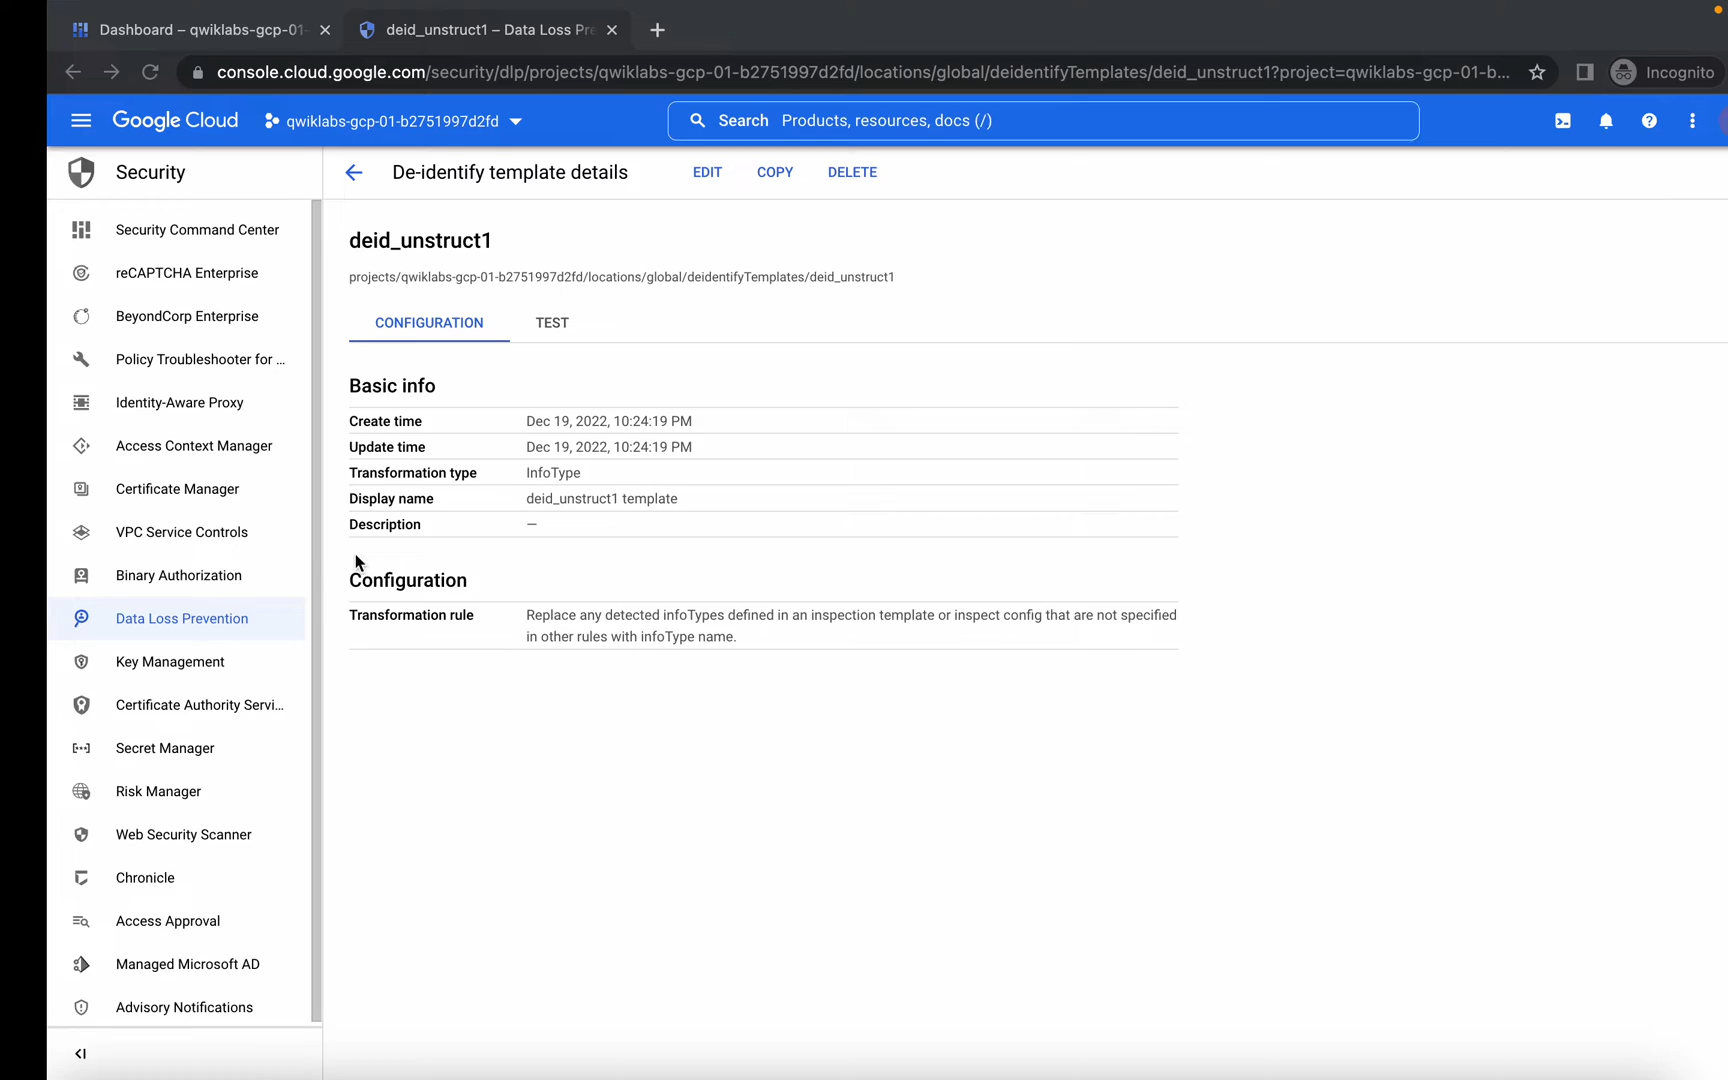 Dashboard – qwiklabs-gcp-01-
deid_unstruct1 – Data Loss Pre
console.cloud.google.com/security/dlp/projects/qwiklabs-gcp-01-b2751997d2fd/locations/global/deidentifyTemplates/deid_unstruct1?project=qwiklabs-gcp-01-b...
Incognito
Google Cloud
qwiklabs-gcp-01-b2751997d2fd
Search Products, resources, docs (/)
Security
De-identify template details
EDIT
COPY
DELETE
Security Command Center
reCAPTCHA Enterprise
BeyondCorp Enterprise
Policy Troubleshooter for ...
Identity-Aware Proxy
Access Context Manager
Certificate Manager
VPC Service Controls
Binary Authorization
Data Loss Prevention
Key Management
Certificate Authority Servi...
Secret Manager
Risk Manager
Web Security Scanner
Chronicle
Access Approval
Managed Microsoft AD
Advisory Notifications
deid_unstruct1
projects/qwiklabs-gcp-01-b2751997d2fd/locations/global/deidentifyTemplates/deid_unstruct1
CONFIGURATION
TEST
Basic info
Create time Dec 19, 2022, 10:24:19 PM
Update time Dec 19, 2022, 10:24:19 PM
Transformation type InfoType
Display name deid_unstruct1 template
Description —
Configuration
Transformation rule Replace any detected infoTypes defined in an inspection template or inspect config that are not specified
in other rules with infoType name.